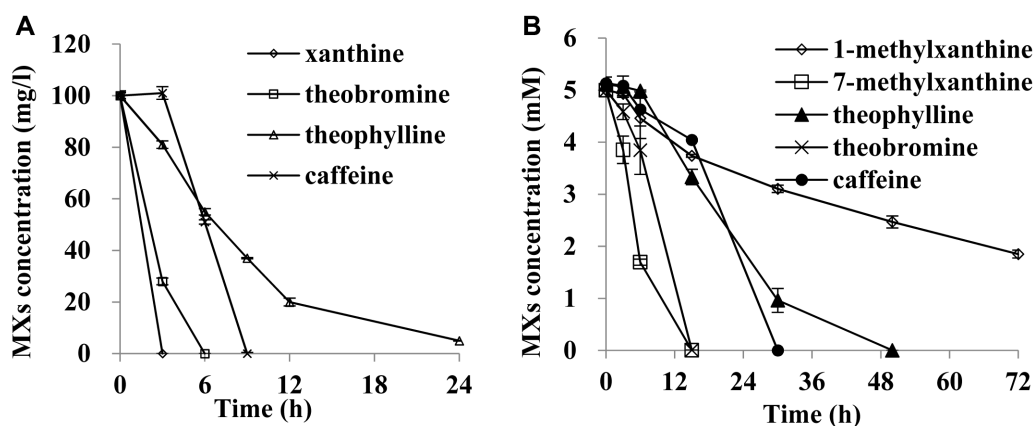 A
MXs concentration (mg/l)
120
100
80
60
40
20
0
0 6 12 18 24
Time (h)
xanthine
theobromine
theophylline
caffeine
B
MXs concentration (mM)
6
5
4
3
2
1
0
0 12 24 36 48 60 72
Time (h)
1-methylxanthine
7-methylxanthine
theophylline
theobromine
caffeine